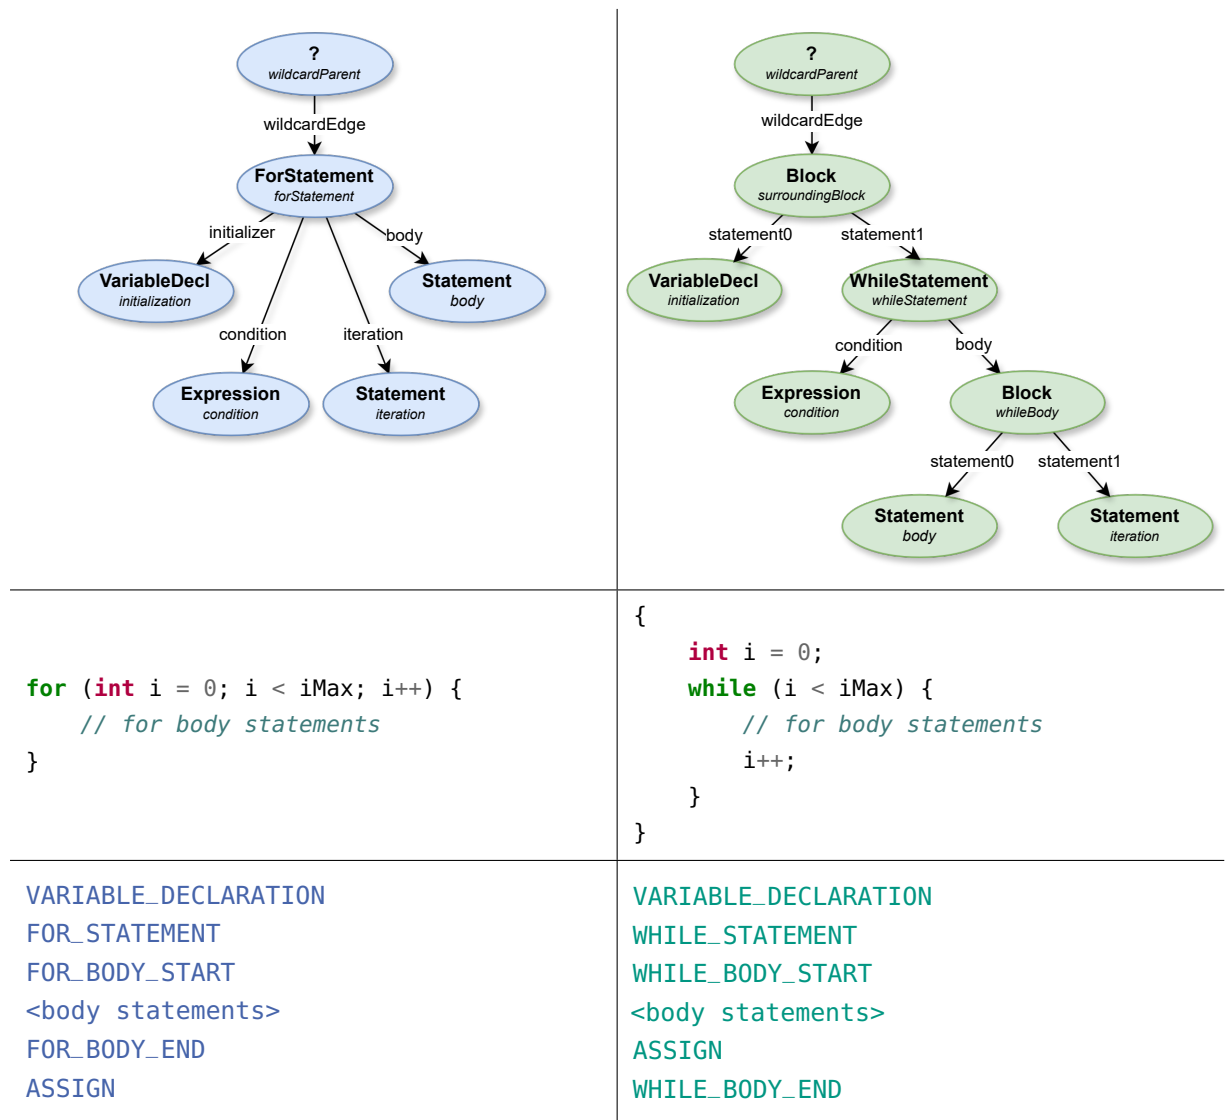 ?
wildcardParent
wildcardEdge
ForStatement
forStatement
initializer
body
VariableDecl
initialization
Statement
body
condition
iteration
Expression
condition
Statement
iteration
?
wildcardParent
wildcardEdge
Block
surroundingBlock
statement0
statement1
VariableDecl
initialization
WhileStatement
whileStatement
condition
body
Expression
condition
Block
whileBody
statement0
statement1
Statement
body
Statement
iteration
for (int i = 0; i < iMax; i++) {
    // for body statements
}
{
    int i = 0;
    while (i < iMax) {
        // for body statements
        i++;
    }
}
VARIABLE_DECLARATION
FOR_STATEMENT
FOR_BODY_START
<body statements>
FOR_BODY_END
ASSIGN
VARIABLE_DECLARATION
WHILE_STATEMENT
WHILE_BODY_START
<body statements>
ASSIGN
WHILE_BODY_END